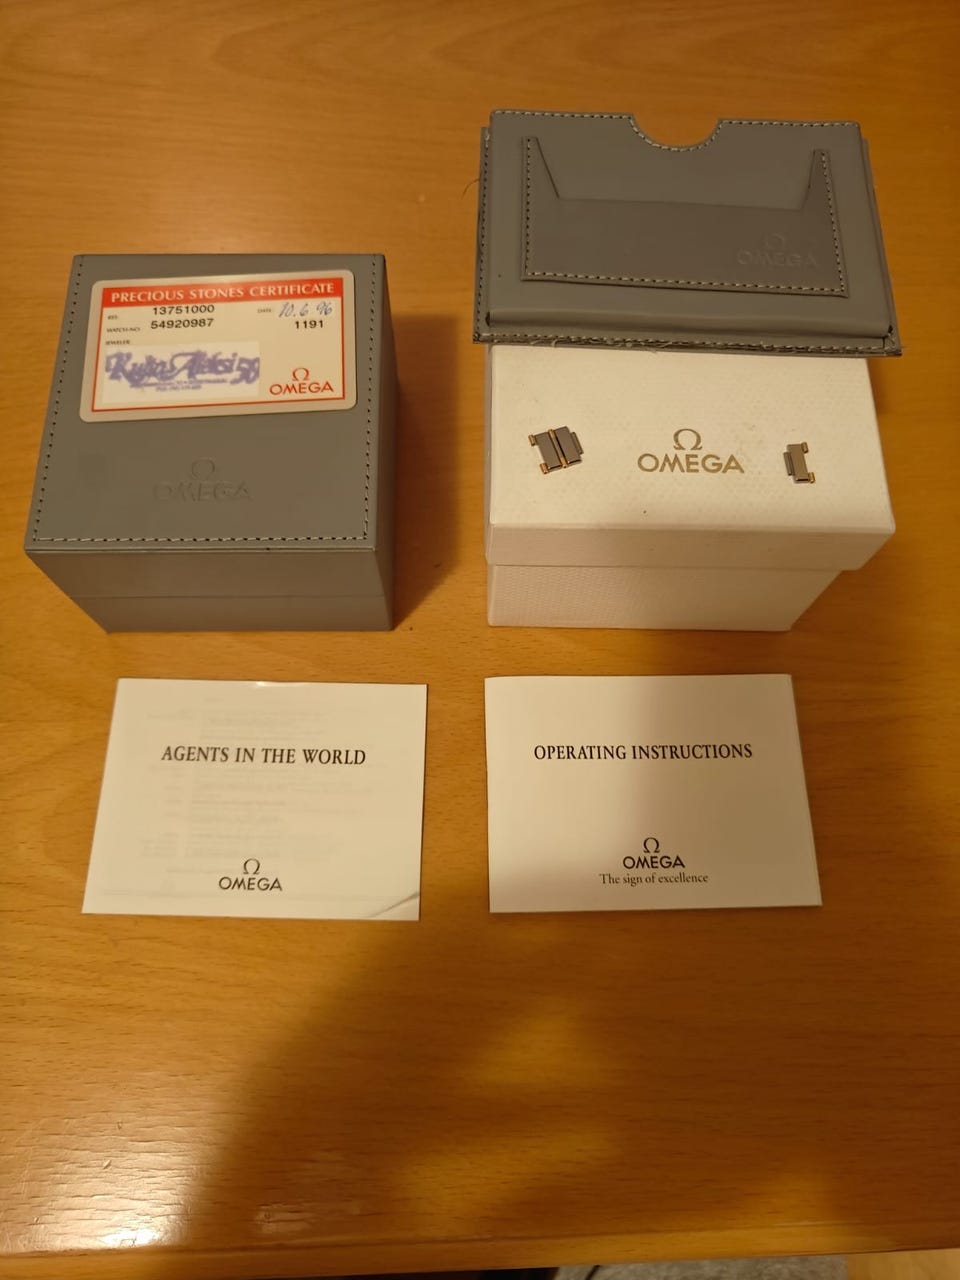 PRECIOUS STONES CERTIFICATE
REF. 13751000 DATE: 10.6.96
WATCH-NO. 54920987 1191
JEWELER
Ω
OMEGA
Ω
OMEGA
Ω
OMEGA
Ω
OMEGA
AGENTS IN THE WORLD
Ω
OMEGA
OPERATING INSTRUCTIONS
Ω
OMEGA
The sign of excellence